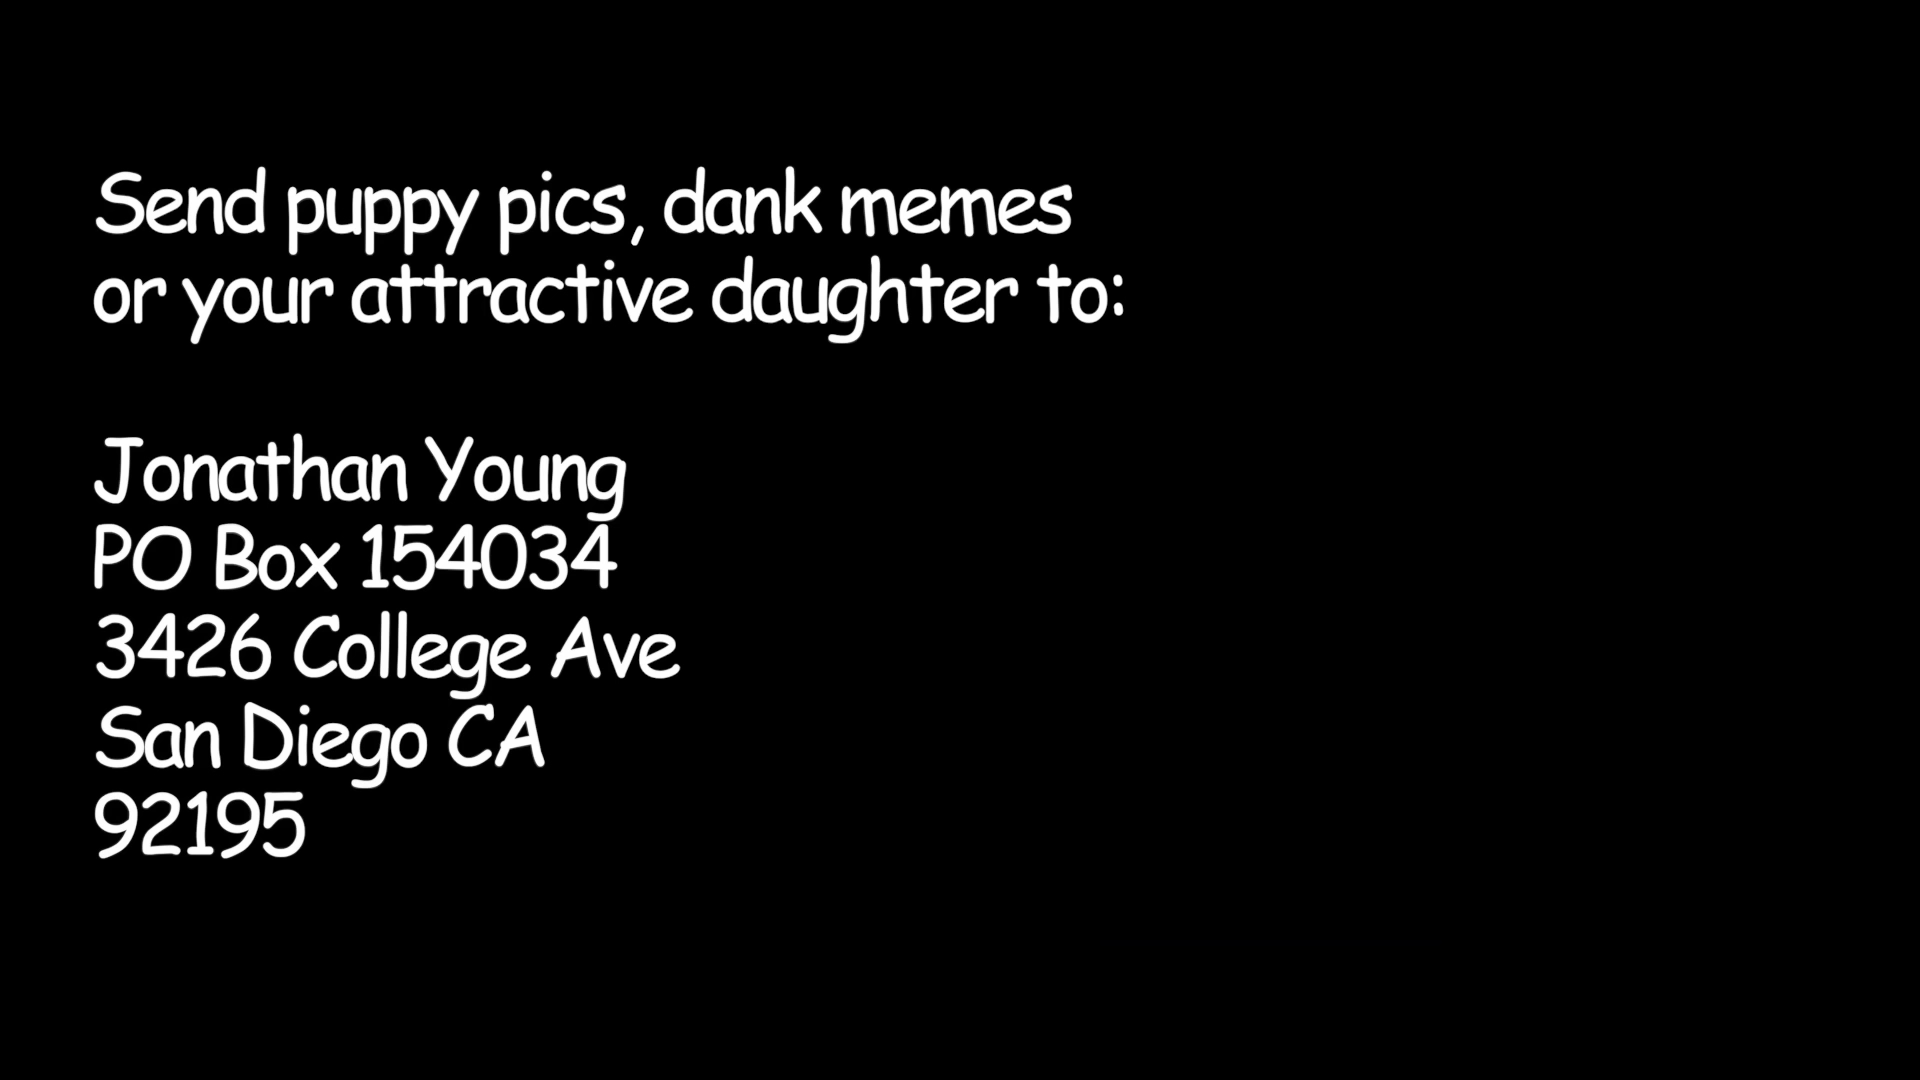 Send puppy pics, dank memes
or your attractive daughter to:
Jonathan Young
PO Box 154034
3426 College Ave
San Diego CA
92195